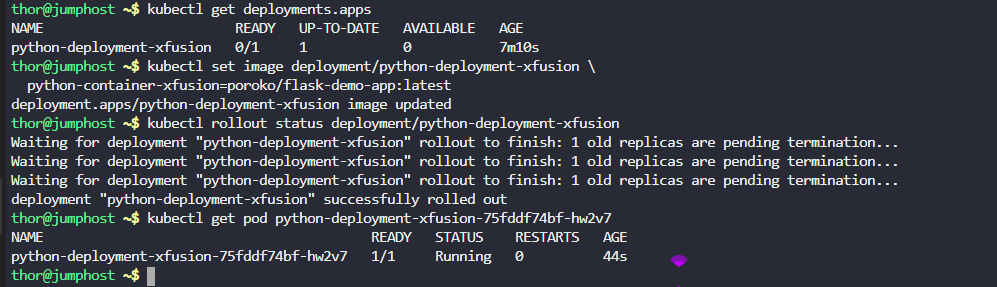 thor@jumphost ~$ kubectl get deployments.apps
NAME READY UP-TO-DATE AVAILABLE AGE
python-deployment-xfusion 0/1 1 0 7m10s
thor@jumphost ~$ kubectl set image deployment/python-deployment-xfusion \
python-container-xfusion=poroko/flask-demo-app:latest
deployment.apps/python-deployment-xfusion image updated
thor@jumphost ~$ kubectl rollout status deployment/python-deployment-xfusion
Waiting for deployment "python-deployment-xfusion" rollout to finish: 1 old replicas are pending termination...
Waiting for deployment "python-deployment-xfusion" rollout to finish: 1 old replicas are pending termination...
Waiting for deployment "python-deployment-xfusion" rollout to finish: 1 old replicas are pending termination...
deployment "python-deployment-xfusion" successfully rolled out
thor@jumphost ~$ kubectl get pod python-deployment-xfusion-75fddf74bf-hw2v7
NAME READY STATUS RESTARTS AGE
python-deployment-xfusion-75fddf74bf-hw2v7 1/1 Running 0 44s
thor@jumphost ~$